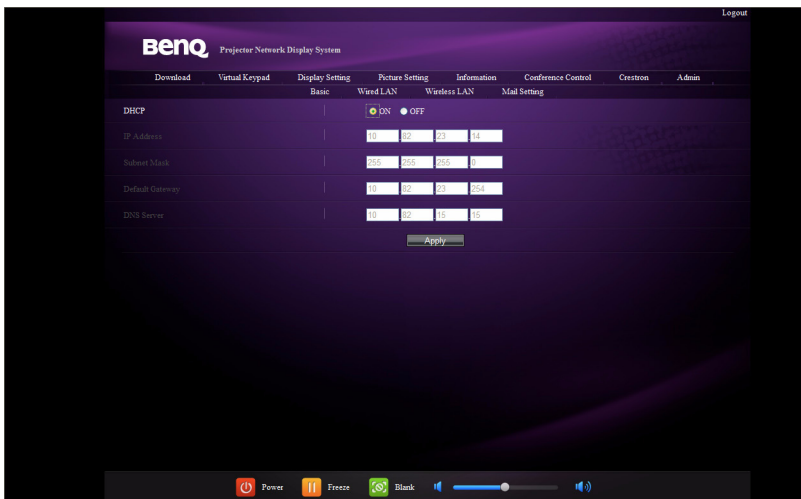 Logout
BenQ Projector Network Display System
Download Virtual Keypad Display Setting Picture Setting Information Conference Control Crestron Admin
Basic Wired LAN Wireless LAN Mail Setting
DHCP ON OFF
IP Address 10 .82 .23 .14
Subnet Mask 255 .255 .255 .0
Default Gateway 10 .82 .23 .254
DNS Server 10 .82 .15 .15
Apply
Power Freeze Blank